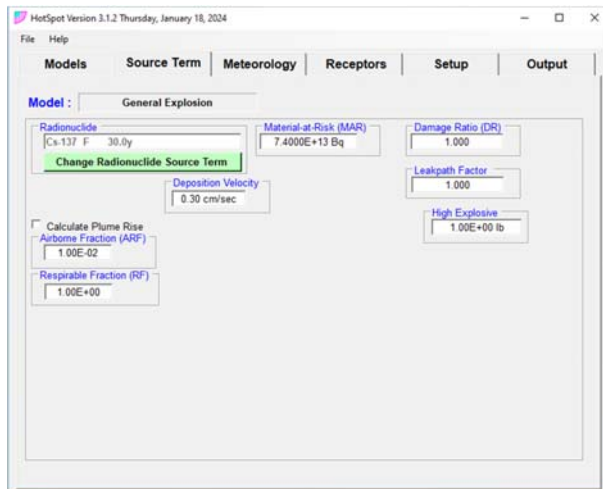 HotSpot Version 3.1.2 Thursday, January 18, 2024
File Help
Models Source Term Meteorology Receptors Setup Output
Model : General Explosion
Radionuclide Material-at-Risk (MAR) Damage Ratio (DR)
Cs-137 F 30.0y 7.4000E+13 Bq 1.000
Change Radionuclide Source Term
Leakpath Factor
Deposition Velocity 1.000
0.30 cm/sec
High Explosive
Calculate Plume Rise 1.00E+00 lb
Airborne Fraction (ARF)
1.00E-02
Respirable Fraction (RF)
1.00E+00